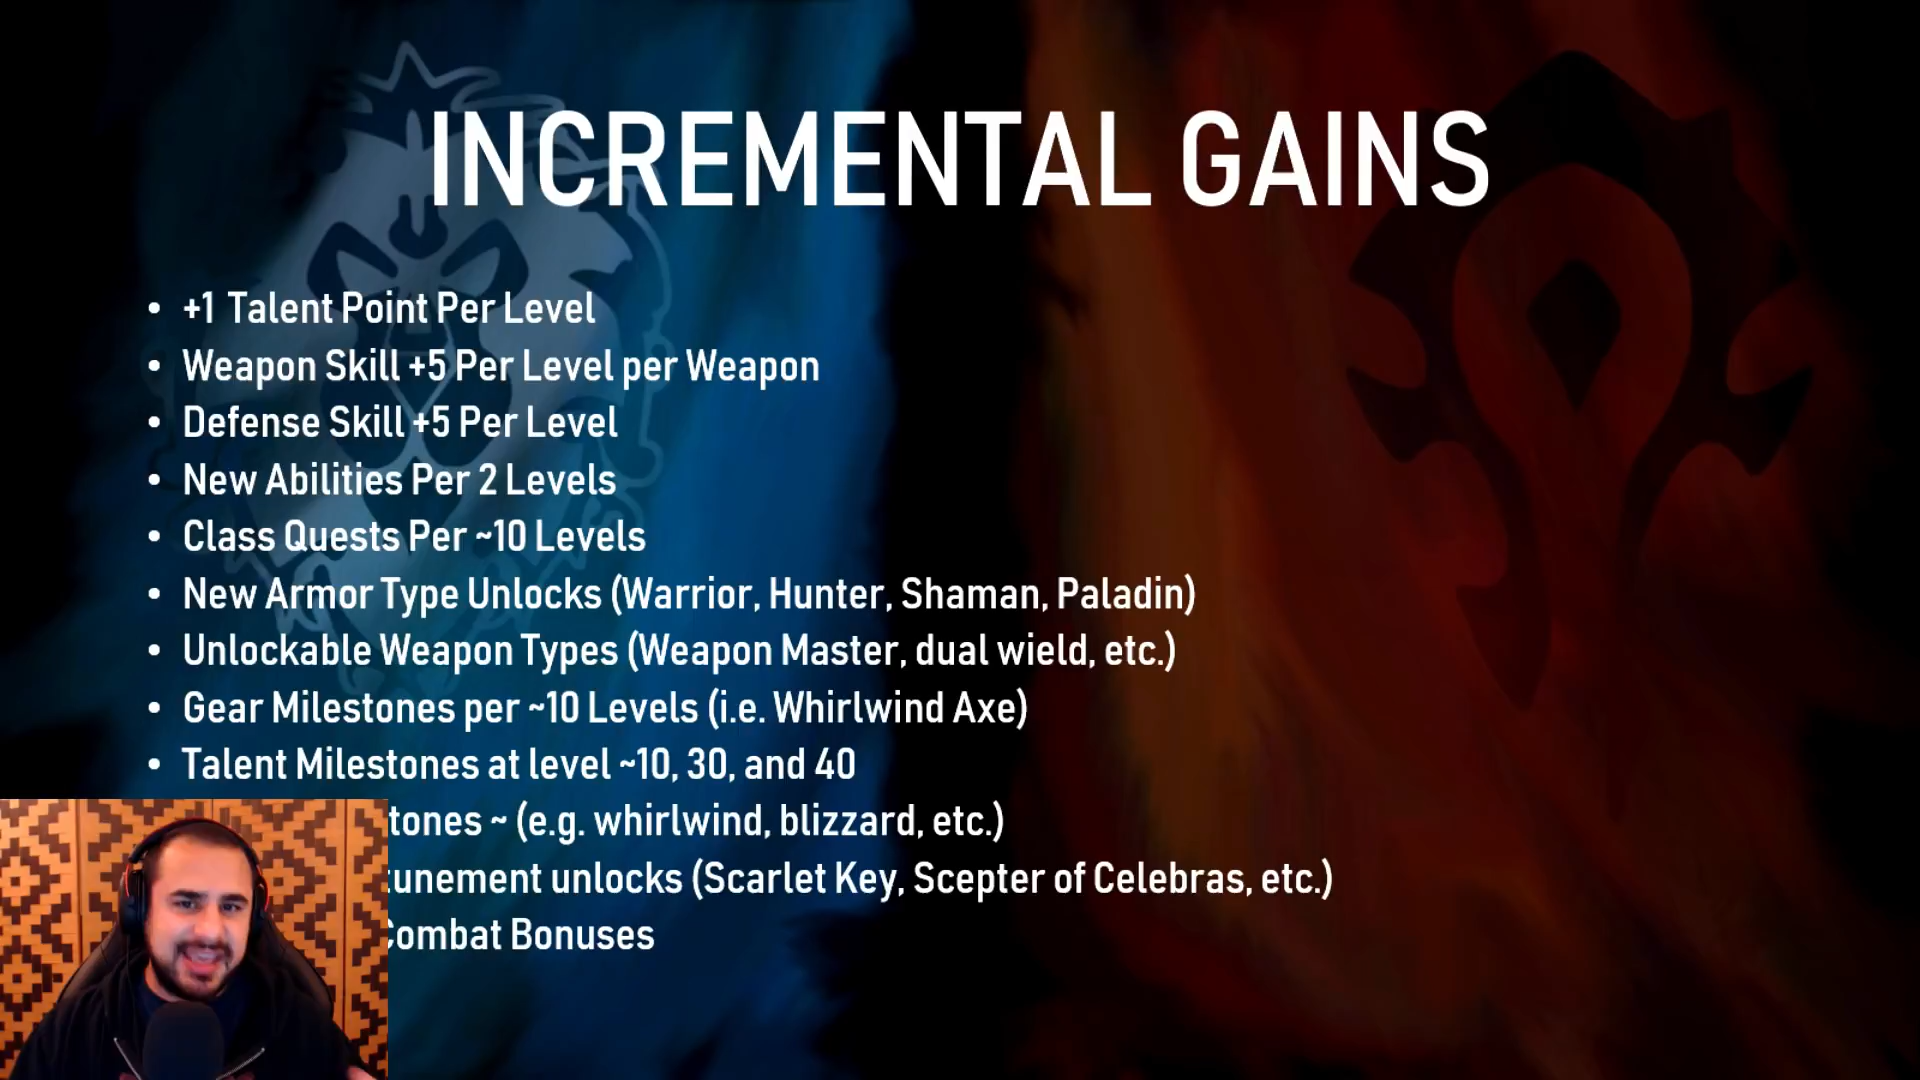 INCREMENTAL GAINS
• +1 Talent Point Per Level
• Weapon Skill +5 Per Level per Weapon
• Defense Skill +5 Per Level
• New Abilities Per 2 Levels
• Class Quests Per ~10 Levels
• New Armor Type Unlocks (Warrior, Hunter, Shaman, Paladin)
• Unlockable Weapon Types (Weapon Master, dual wield, etc.)
• Gear Milestones per ~10 Levels (i.e. Whirlwind Axe)
• Talent Milestones at level ~10, 30, and 40
tones ~ (e.g. whirlwind, blizzard, etc.)
tunement unlocks (Scarlet Key, Scepter of Celebras, etc.)
Combat Bonuses